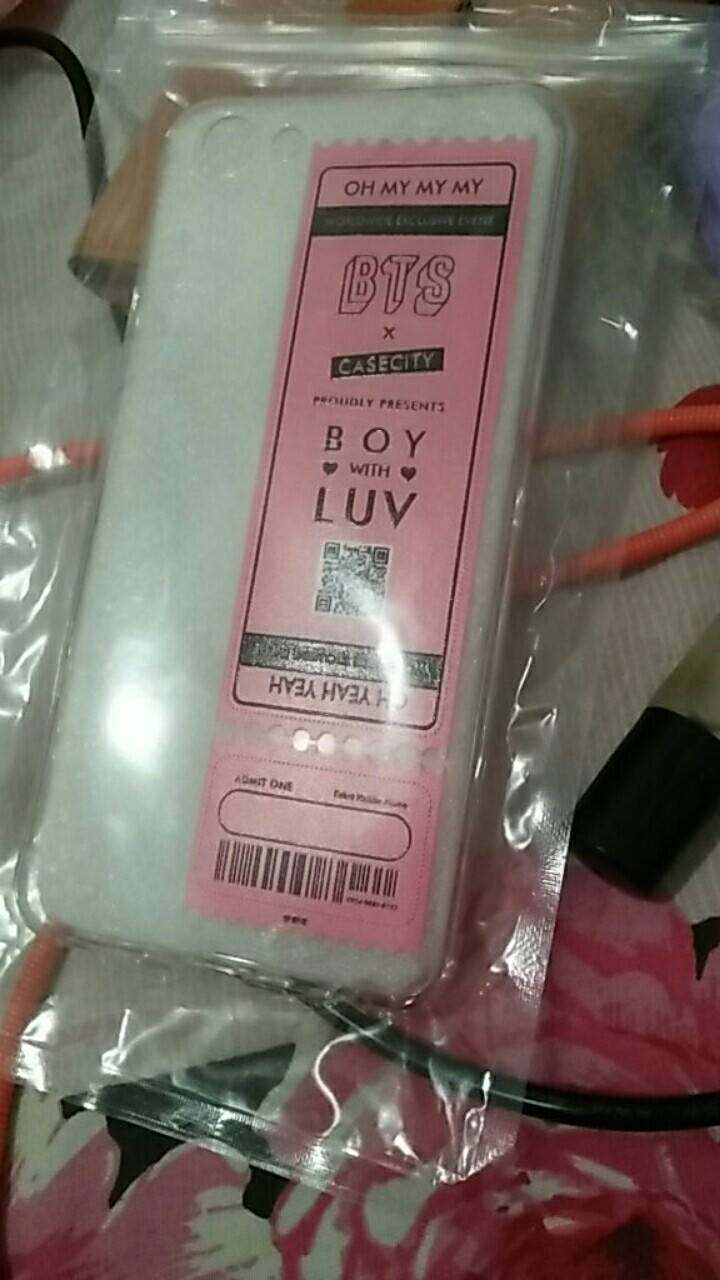 OH MY MY MY
WORLDWIDE EXCLUSIVE EVENT
BTS
X
CASECITY
PROUDLY PRESENTS
BOY
WITH
LUV
OH YEAH YEAH
ADMIT ONE